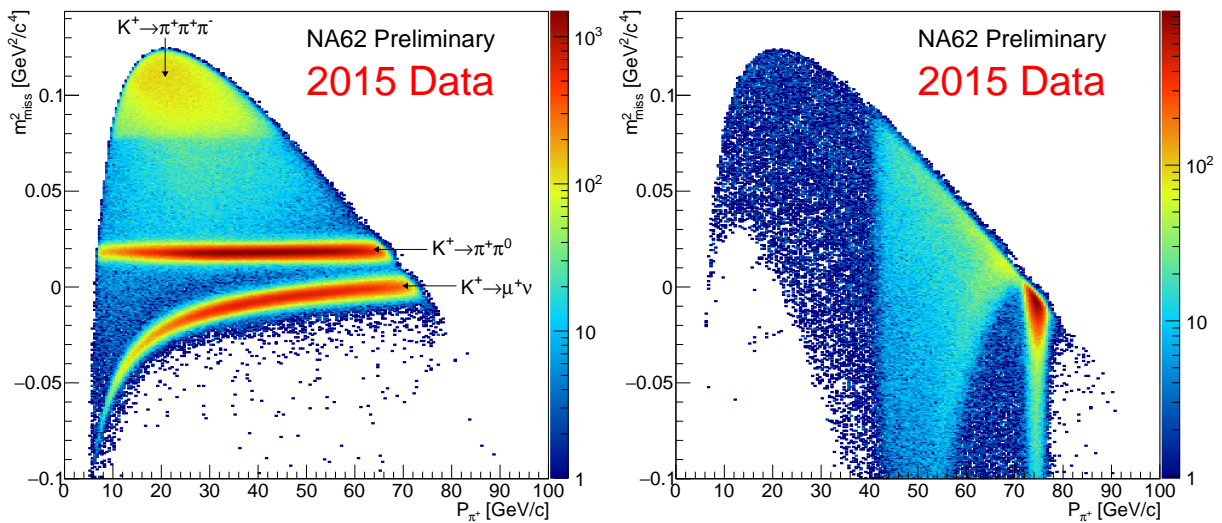 K⁺→π⁺π⁺π⁻
NA62 Preliminary
2015 Data
m²miss [GeV²/c⁴]
0.1
0.05
0
−0.05
−0.1
K⁺→π⁺π⁰
K⁺→μ⁺ν
0 10 20 30 40 50 60 70 80 90 100
Pπ⁺ [GeV/c]
10³
10²
10
1
NA62 Preliminary
2015 Data
m²miss [GeV²/c⁴]
0.1
0.05
0
−0.05
−0.1
0 10 20 30 40 50 60 70 80 90 100
Pπ⁺ [GeV/c]
10²
10
1